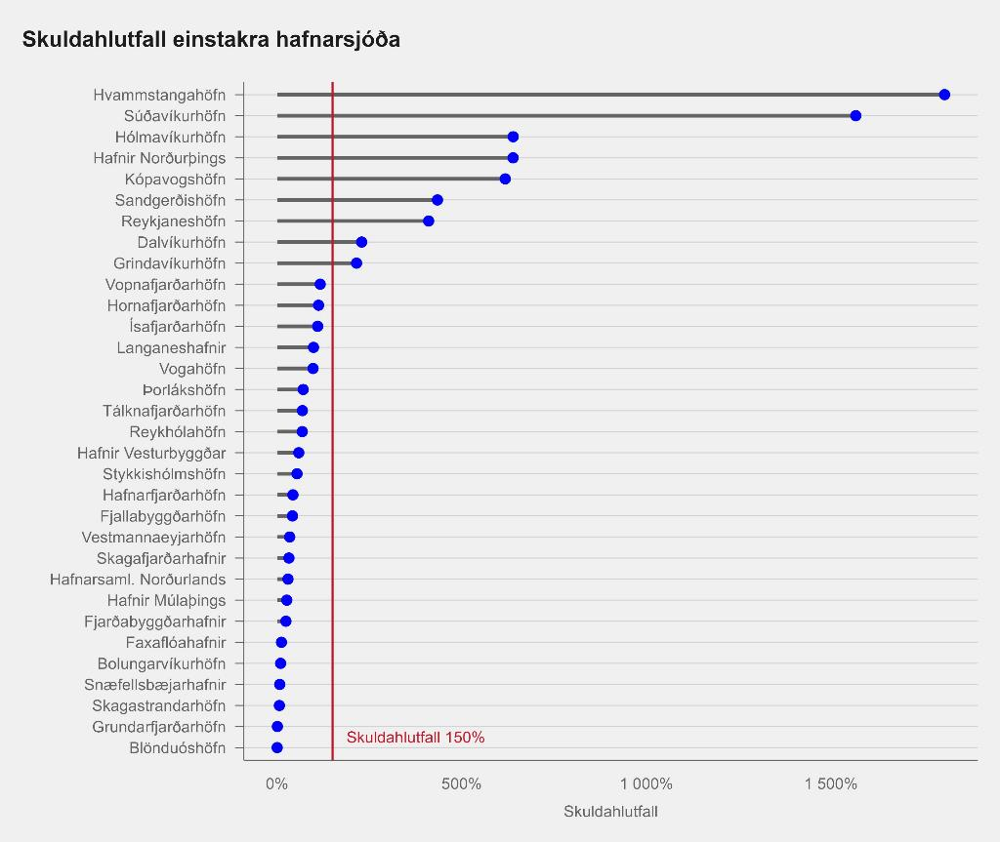 Skuldahlutfall einstakra hafnarsjóða
Hvammstangahöfn
Súðavíkurhöfn
Hólmavíkurhöfn
Hafnir Norðurþings
Kópavogshöfn
Sandgerðishöfn
Reykjaneshöfn
Dalvíkurhöfn
Grindavíkurhöfn
Vopnafjarðarhöfn
Hornafjarðarhöfn
Ísafjarðarhöfn
Langaneshafnir
Vogahöfn
Þorlákshöfn
Tálknafjarðarhöfn
Reykhólahöfn
Hafnir Vesturbyggðar
Stykkishólmshöfn
Hafnarfjarðarhöfn
Fjallabyggðarhöfn
Vestmannaeyjarhöfn
Skagafjarðarhafnir
Hafnarsaml. Norðurlands
Hafnir Múlaþings
Fjarðabyggðarhafnir
Faxaflóahafnir
Bolungarvíkurhöfn
Snæfellsbæjarhafnir
Skagastrandarhöfn
Grundarfjarðarhöfn
Skuldahlutfall 150%
Blönduóshöfn
0% 500% 1 000% 1 500%
Skuldahlutfall